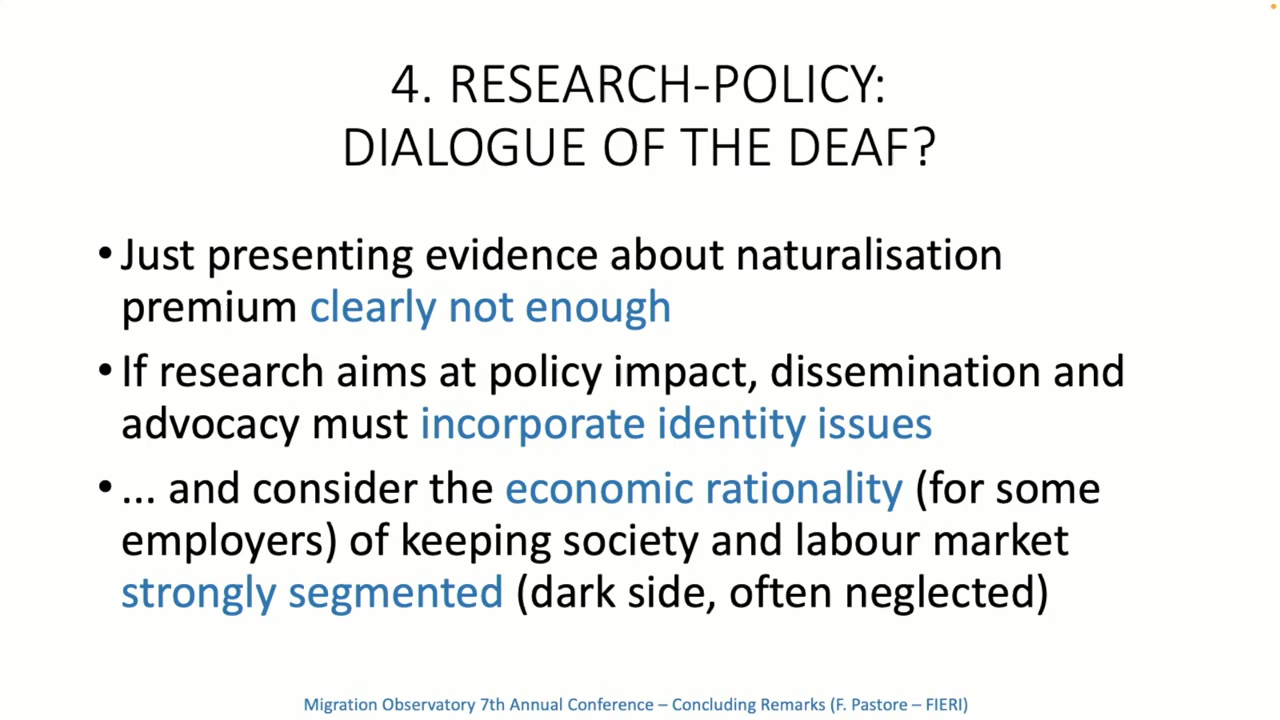 4. RESEARCH-POLICY:
DIALOGUE OF THE DEAF?
• Just presenting evidence about naturalisation
premium clearly not enough
• If research aims at policy impact, dissemination and
advocacy must incorporate identity issues
• ... and consider the economic rationality (for some
employers) of keeping society and labour market
strongly segmented (dark side, often neglected)
Migration Observatory 7th Annual Conference – Concluding Remarks (F. Pastore – FIERI)